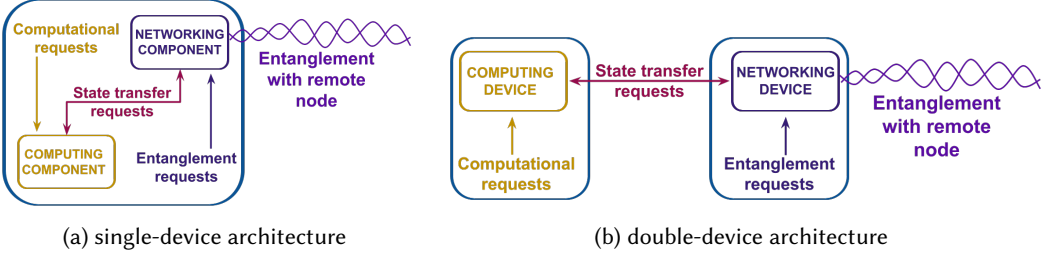 Computational
requests
NETWORKING
COMPONENT
State transfer
requests
Entanglement
with remote
node
COMPUTING
COMPONENT
Entanglement
requests
(a) single-device architecture
COMPUTING
DEVICE
State transfer
requests
NETWORKING
DEVICE
Entanglement
with remote
node
Computational
requests
Entanglement
requests
(b) double-device architecture